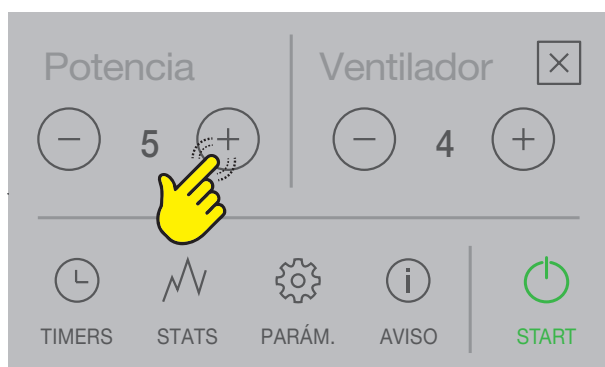 Potencia
Ventilador
5
4
TIMERS
STATS
PARÁM.
AVISO
START